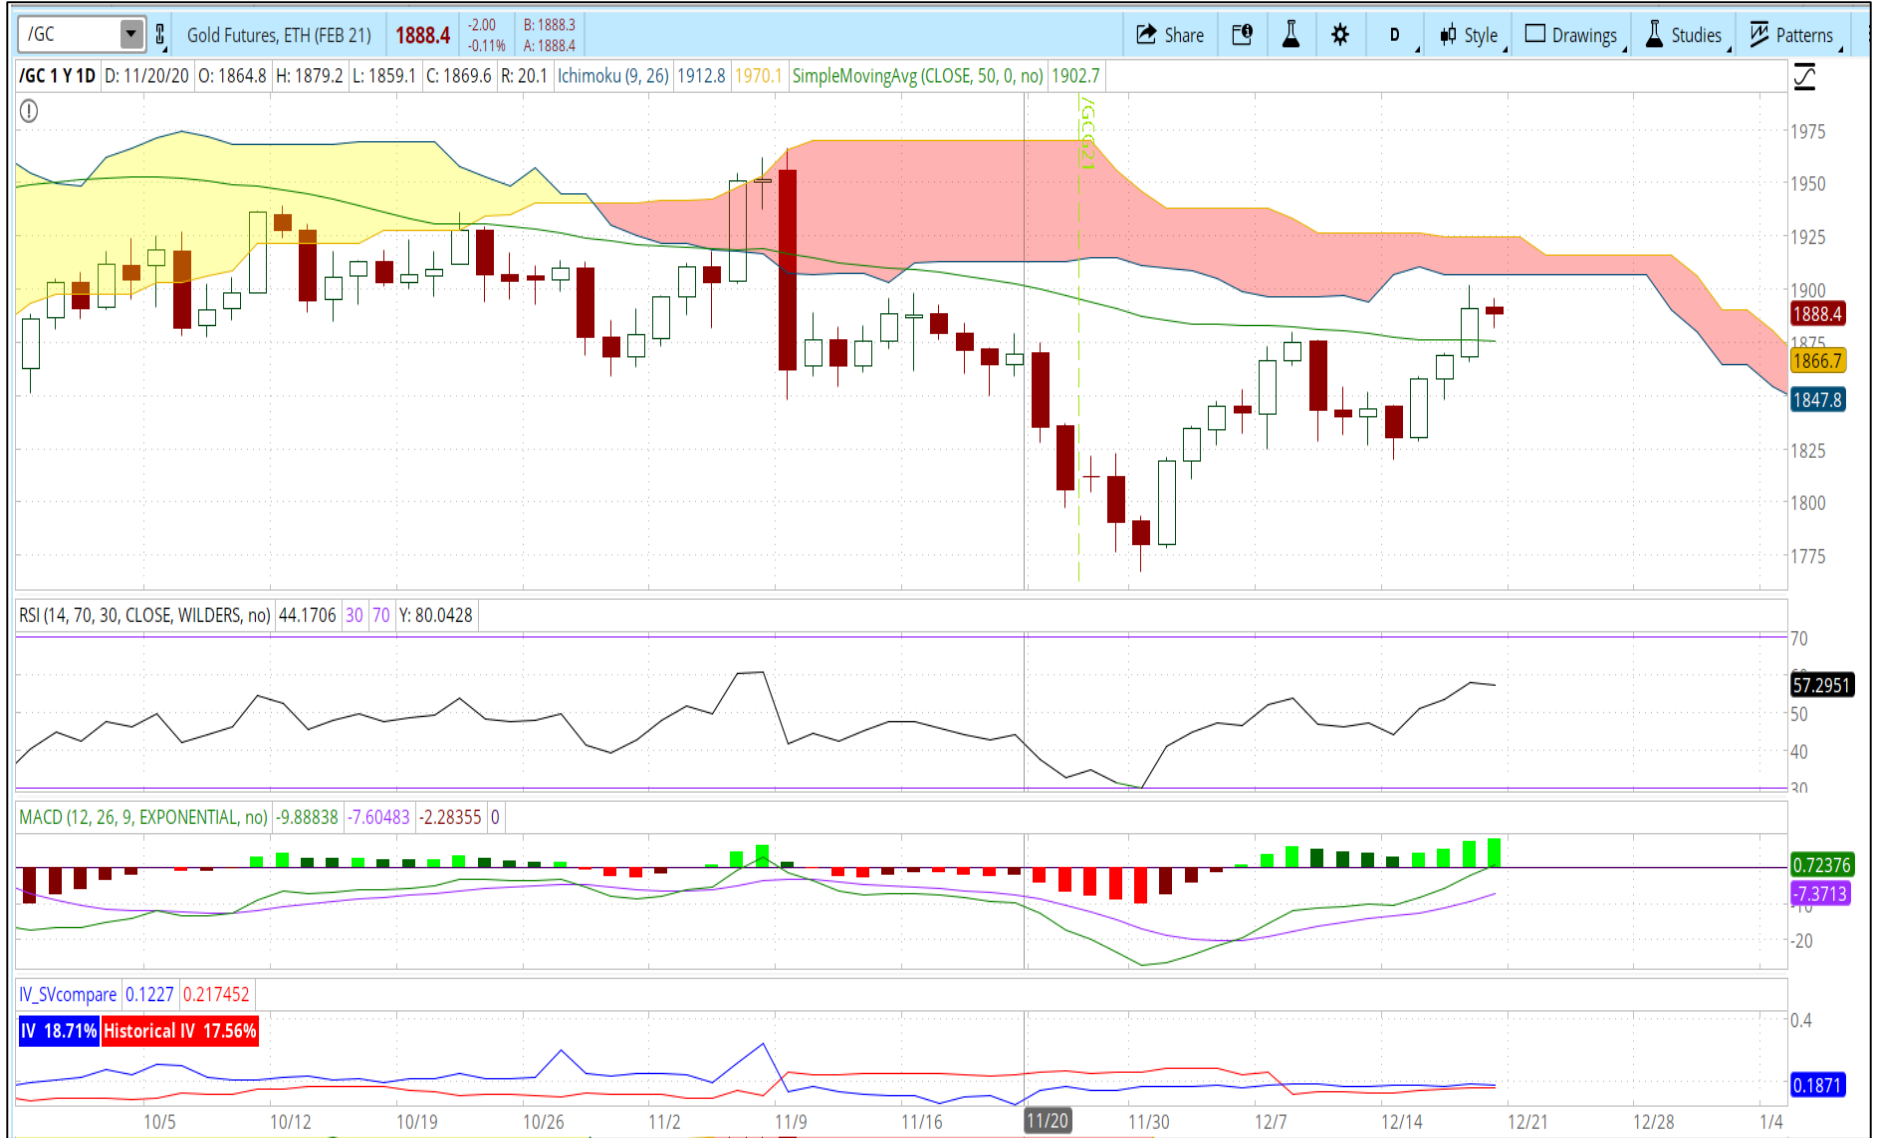 /GC Gold Futures, ETH (FEB 21) 1888.4 -2.00 B: 1888.3 Share D Style Drawings Studies Patterns
-0.11% A: 1888.4
/GC 1 Y 1D D: 11/20/20 O: 1864.8 H: 1879.2 L: 1859.1 C: 1869.6 R: 20.1 Ichimoku (9, 26) 1912.8 1970.1 SimpleMovingAvg (CLOSE, 50, 0, no) 1902.7
/GCG21
1975
1950
1925
1900
1888.4
1875
1866.7
1847.8
1825
1800
1775
RSI (14, 70, 30, CLOSE, WILDERS, no) 44.1706 30 70 Y: 80.0428
70
60
57.2951
50
40
30
MACD (12, 26, 9, EXPONENTIAL, no) -9.88838 -7.60483 -2.28355 0
0.72376
-7.3713
-10
-20
IV_SVcompare 0.1227 0.217452
IV 18.71% Historical IV 17.56%
0.4
0.1871
10/5 10/12 10/19 10/26 11/2 11/9 11/16 11/20 11/30 12/7 12/14 12/21 12/28 1/4